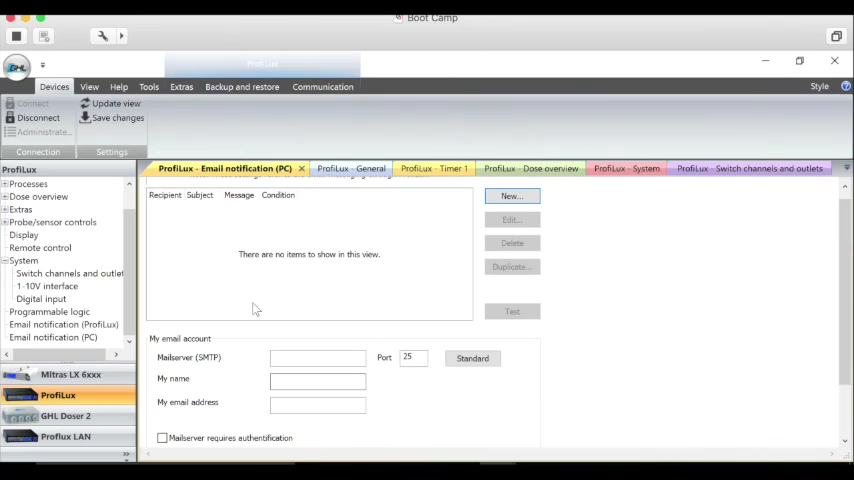 Boot Camp
GHL
ProfiLux
Devices View Help Tools Extras Backup and restore Communication Style
Connect
Disconnect
Administrate...
Connection
Update view
Save changes
Settings
ProfiLux
ProfiLux - Email notification (PC)
ProfiLux - General
ProfiLux - Timer 1
ProfiLux - Dose overview
ProfiLux - System
ProfiLux - Switch channels and outlets
Processes
Dose overview
Extras
Probe/sensor controls
Display
Remote control
System
Switch channels and outlet
1-10V interface
Digital input
Programmable logic
Email notification (ProfiLux)
Email notification (PC)
Mitras LX 6xxx
ProfiLux
GHL Doser 2
Proflux LAN
Recipient Subject Message Condition
There are no items to show in this view.
New...
Edit...
Delete
Duplicate...
Test
My email account
Mailserver (SMTP) Port 25 Standard
My name
My email address
Mailserver requires authentification